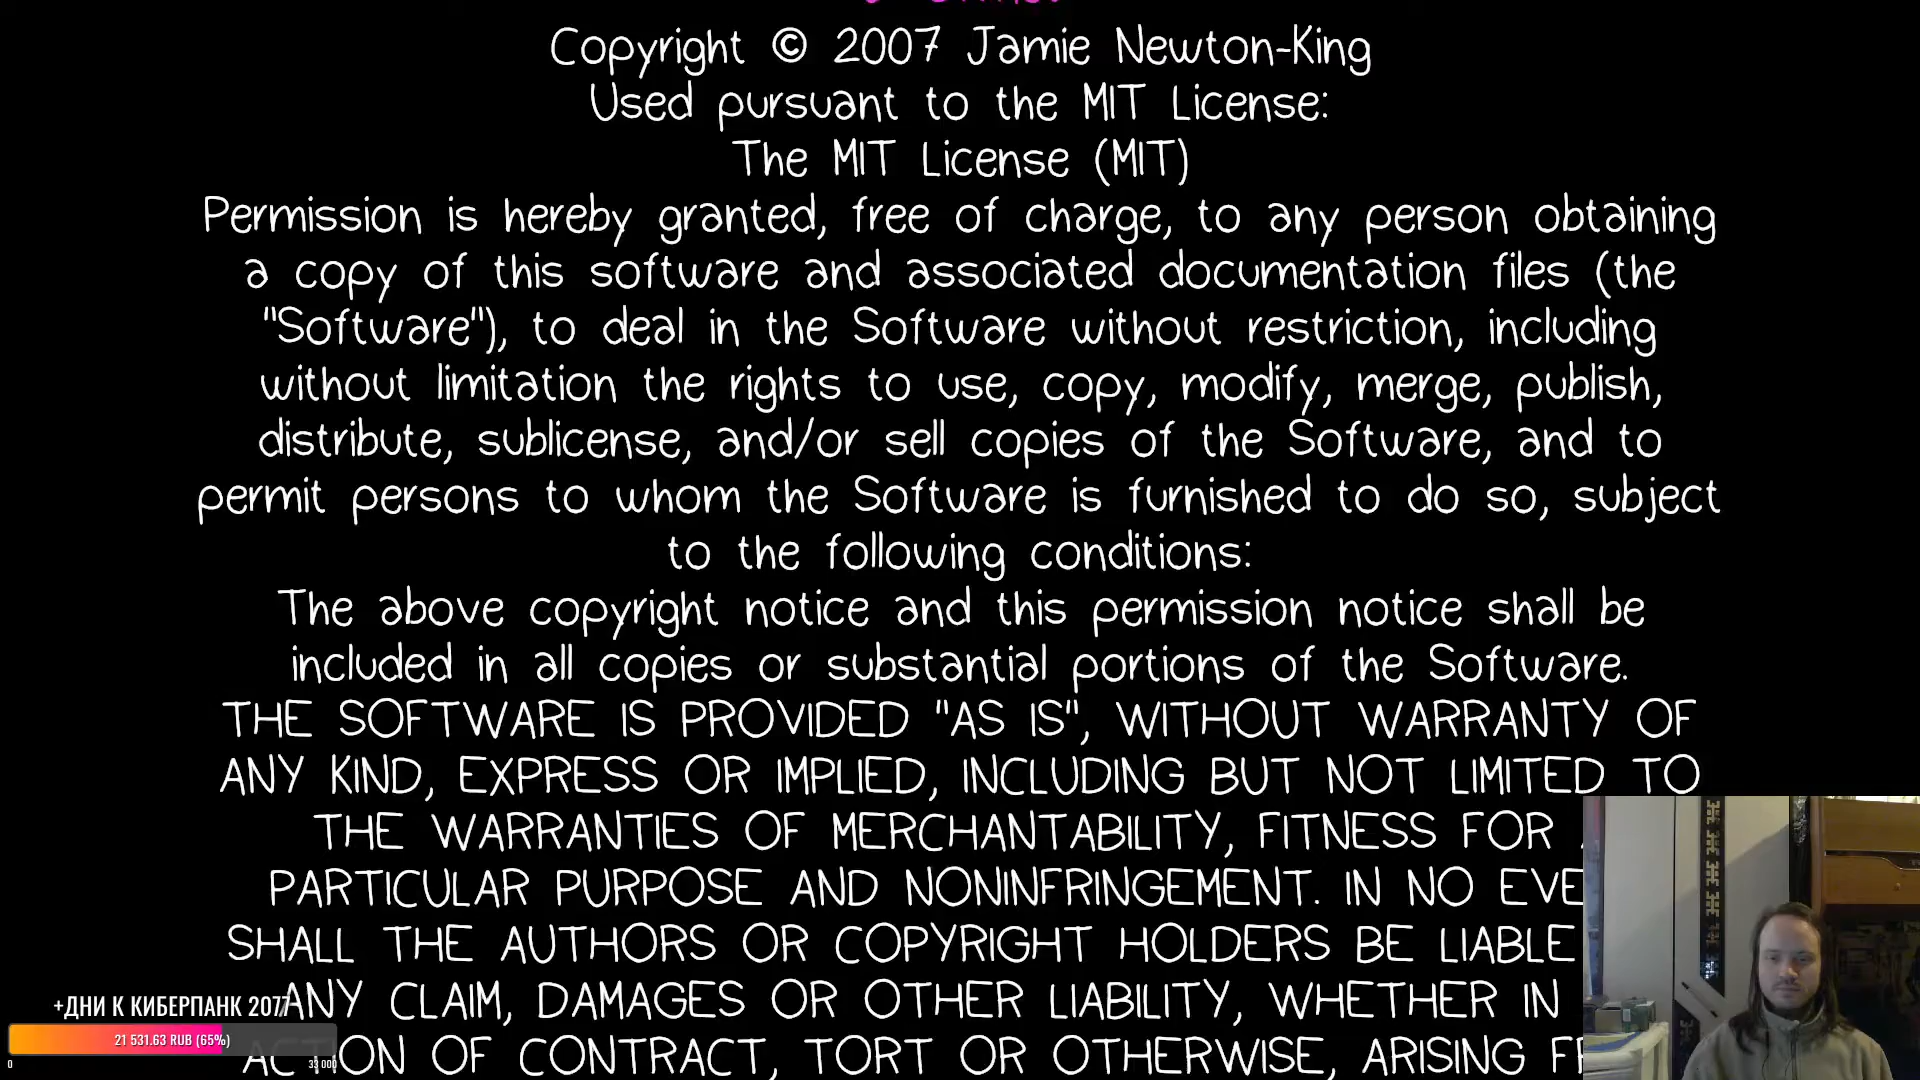 Copyright © 2007 Jamie Newton-King
Used pursuant to the MIT License:
The MIT License (MIT)
Permission is hereby granted, free of charge, to any person obtaining
a copy of this software and associated documentation files (the
"Software"), to deal in the Software without restriction, including
without limitation the rights to use, copy, modify, merge, publish,
distribute, sublicense, and/or sell copies of the Software, and to
permit persons to whom the Software is furnished to do so, subject
to the following conditions:
The above copyright notice and this permission notice shall be
included in all copies or substantial portions of the Software.
THE SOFTWARE IS PROVIDED "AS IS", WITHOUT WARRANTY OF
ANY KIND, EXPRESS OR IMPLIED, INCLUDING BUT NOT LIMITED TO
THE WARRANTIES OF MERCHANTABILITY, FITNESS FOR
PARTICULAR PURPOSE AND NONINFRINGEMENT. IN NO EVE
SHALL THE AUTHORS OR COPYRIGHT HOLDERS BE LIABLE
ANY CLAIM, DAMAGES OR OTHER LIABILITY, WHETHER IN
ACTION OF CONTRACT, TORT OR OTHERWISE, ARISING
+ДНИ К КИБЕРПАНК 2077
21 531.63 RUB (65%)
0 33 000